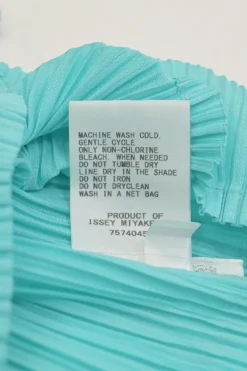 MACHINE WASH COLD.
GENTLE CYCLE
ONLY NON-CHLORINE
BLEACH. WHEN NEEDED
DO NOT TUMBLE DRY
LINE DRY IN THE SHADE
DO NOT IRON
DO NOT DRYCLEAN
WASH IN A NET BAG
PRODUCT OF
ISSEY MIYAKE
7574045